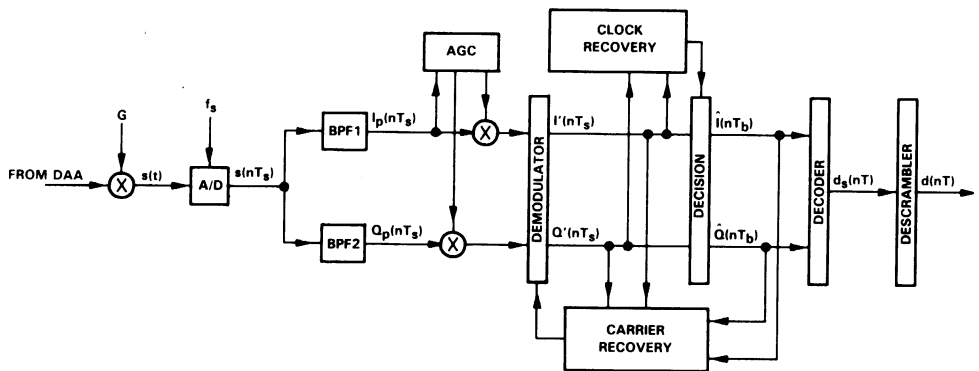 CLOCK
RECOVERY
AGC
G
f_s
BPF1
I_p(nT_s)
X
I'(nT_s)
Î(nT_b)
FROM DAA
X
s(t)
A/D
s(nT_s)
DEMODULATOR
DECISION
DECODER
d_s(nT)
DESCRAMBLER
d(nT)
BPF2
Q_p(nT_s)
X
Q'(nT_s)
Q̂(nT_b)
CARRIER
RECOVERY